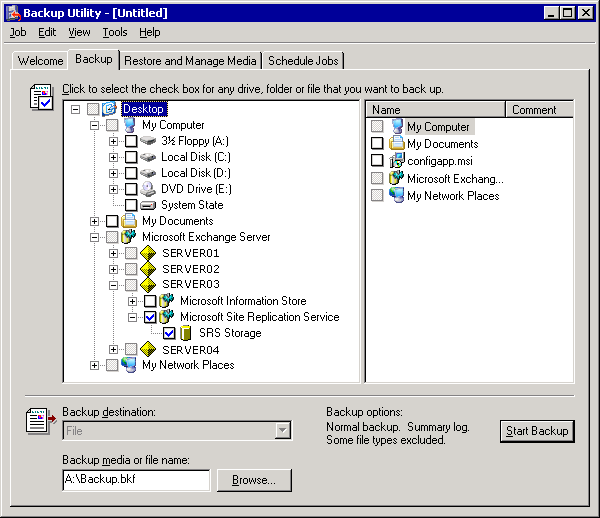 Backup Utility - [Untitled]
Job Edit View Tools Help
Welcome Backup Restore and Manage Media Schedule Jobs
Click to select the check box for any drive, folder or file that you want to back up.
Desktop
My Computer
3½ Floppy (A:)
Local Disk (C:)
Local Disk (D:)
DVD Drive (E:)
System State
My Documents
Microsoft Exchange Server
SERVER01
SERVER02
SERVER03
Microsoft Information Store
Microsoft Site Replication Service
SRS Storage
SERVER04
My Network Places
Name Comment
My Computer
My Documents
configapp.msi
Microsoft Exchang...
My Network Places
Backup destination:
File
Backup media or file name:
A:\Backup.bkf
Browse...
Backup options:
Normal backup. Summary log.
Some file types excluded.
Start Backup